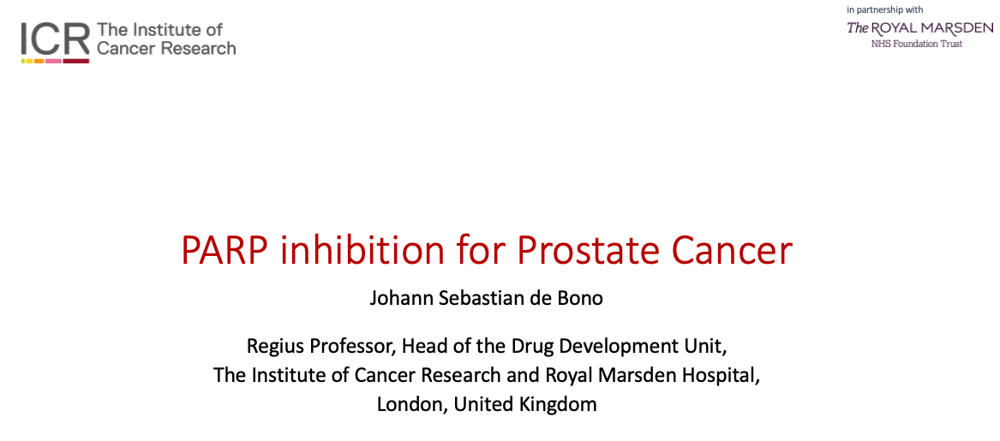 ICR The Institute of
Cancer Research
in partnership with
The ROYAL MARSDEN
NHS Foundation Trust
PARP inhibition for Prostate Cancer
Johann Sebastian de Bono
Regius Professor, Head of the Drug Development Unit,
The Institute of Cancer Research and Royal Marsden Hospital,
London, United Kingdom